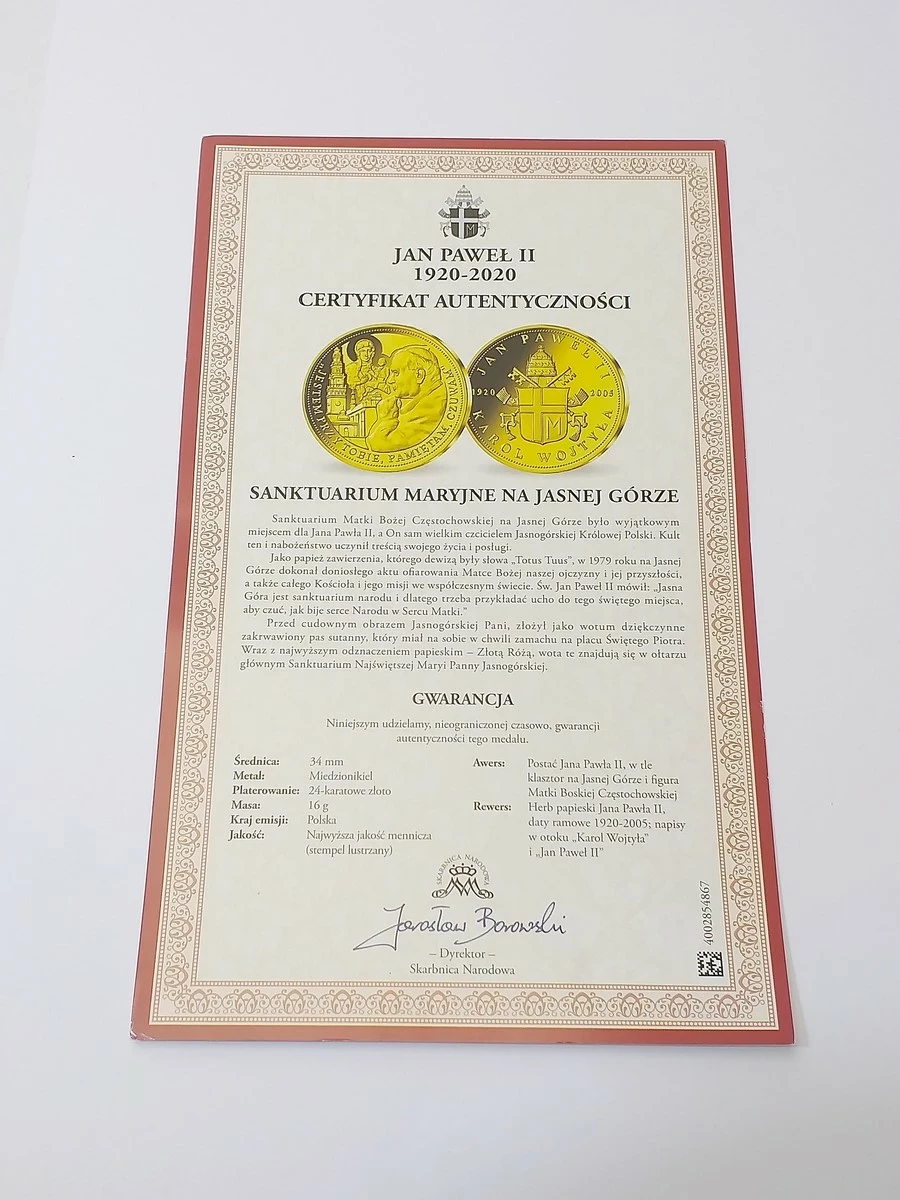 JAN PAWEŁ II
1920-2020
CERTYFIKAT AUTENTYCZNOŚCI
„JESTEM PRZY TOBIE, PAMIĘTAM, CZUWAM”
JAN PAWEŁ II
1920 2005
KAROL WOJTYŁA
SANKTUARIUM MARYJNE NA JASNEJ GÓRZE
Sanktuarium Matki Bożej Częstochowskiej na Jasnej Górze było wyjątkowym
miejscem dla Jana Pawła II, a On sam wielkim czcicielem Jasnogórskiej Królowej Polski. Kult
ten i nabożeństwo uczynił treścią swojego życia i posługi.
Jako papież zawierzenia, którego dewizą były słowa „Totus Tuus”, w 1979 roku na Jasnej
Górze dokonał doniosłego aktu ofiarowania Matce Bożej naszej ojczyzny i jej przyszłości,
a także całego Kościoła i jego misji we współczesnym świecie. Św. Jan Paweł II mówił: „Jasna
Góra jest sanktuarium narodu i dlatego trzeba przykładać ucho do tego świętego miejsca,
aby czuć, jak bije serce Narodu w Sercu Matki.”
Przed cudownym obrazem Jasnogórskiej Pani, złożył jako wotum dziękczynne
zakrwawiony pas sutanny, który miał na sobie w chwili zamachu na placu Świętego Piotra.
Wraz z najwyższym odznaczeniem papieskim – Złotą Różą, wota te znajdują się w ołtarzu
głównym Sanktuarium Najświętszej Maryi Panny Jasnogórskiej.
GWARANCJA
Niniejszym udzielamy, nieograniczonej czasowo, gwarancji
autentyczności tego medalu.
Średnica: 34 mm
Metal: Miedzionikiel
Platerowanie: 24-karatowe złoto
Masa: 16 g
Kraj emisji: Polska
Jakość: Najwyższa jakość mennicza
(stempel lustrzany)
Awers: Postać Jana Pawła II, w tle
klasztor na Jasnej Górze i figura
Matki Boskiej Częstochowskiej
Rewers: Herb papieski Jana Pawła II,
daty ramowe 1920-2005; napisy
w otoku „Karol Wojtyła”
i „Jan Paweł II”
SKARBNICA NARODOWA
Jarosław Borowski
– Dyrektor –
Skarbnica Narodowa
4002854867